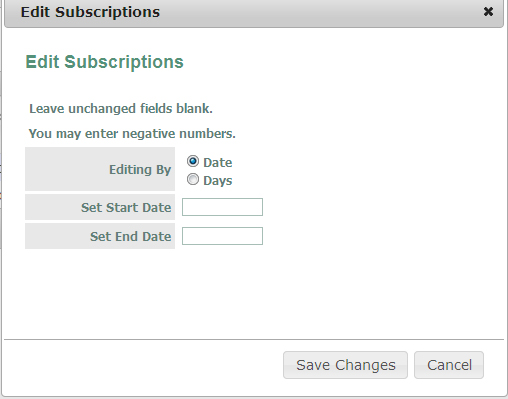 Edit Subscriptions
Edit Subscriptions
Leave unchanged fields blank.
You may enter negative numbers.
Editing By
Date
Days
Set Start Date
Set End Date
Save Changes
Cancel